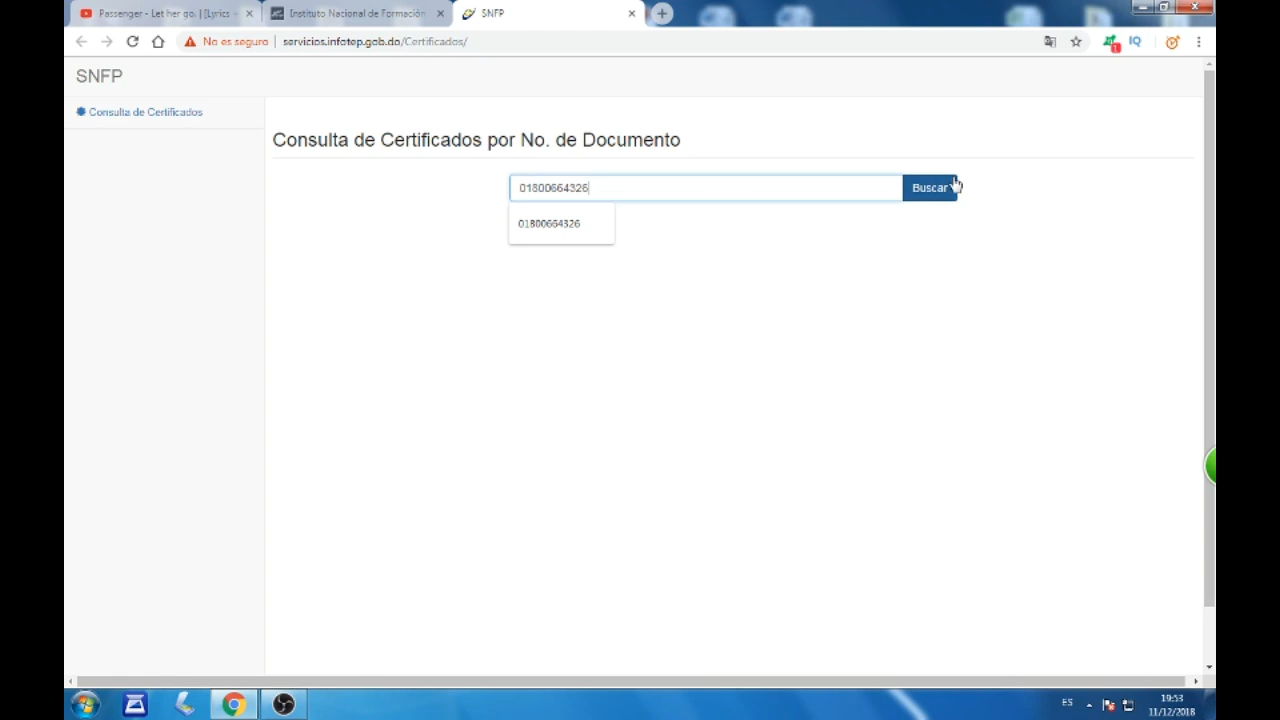 Passenger - Let her go. | [Lyrics -
Instituto Nacional de Formación
SNFP
No es seguro | servicios.infotep.gob.do/Certificados/
1
IQ
SNFP
Consulta de Certificados
Consulta de Certificados por No. de Documento
01800664326
Buscar
01800664326
ES
19:53
11/12/2018